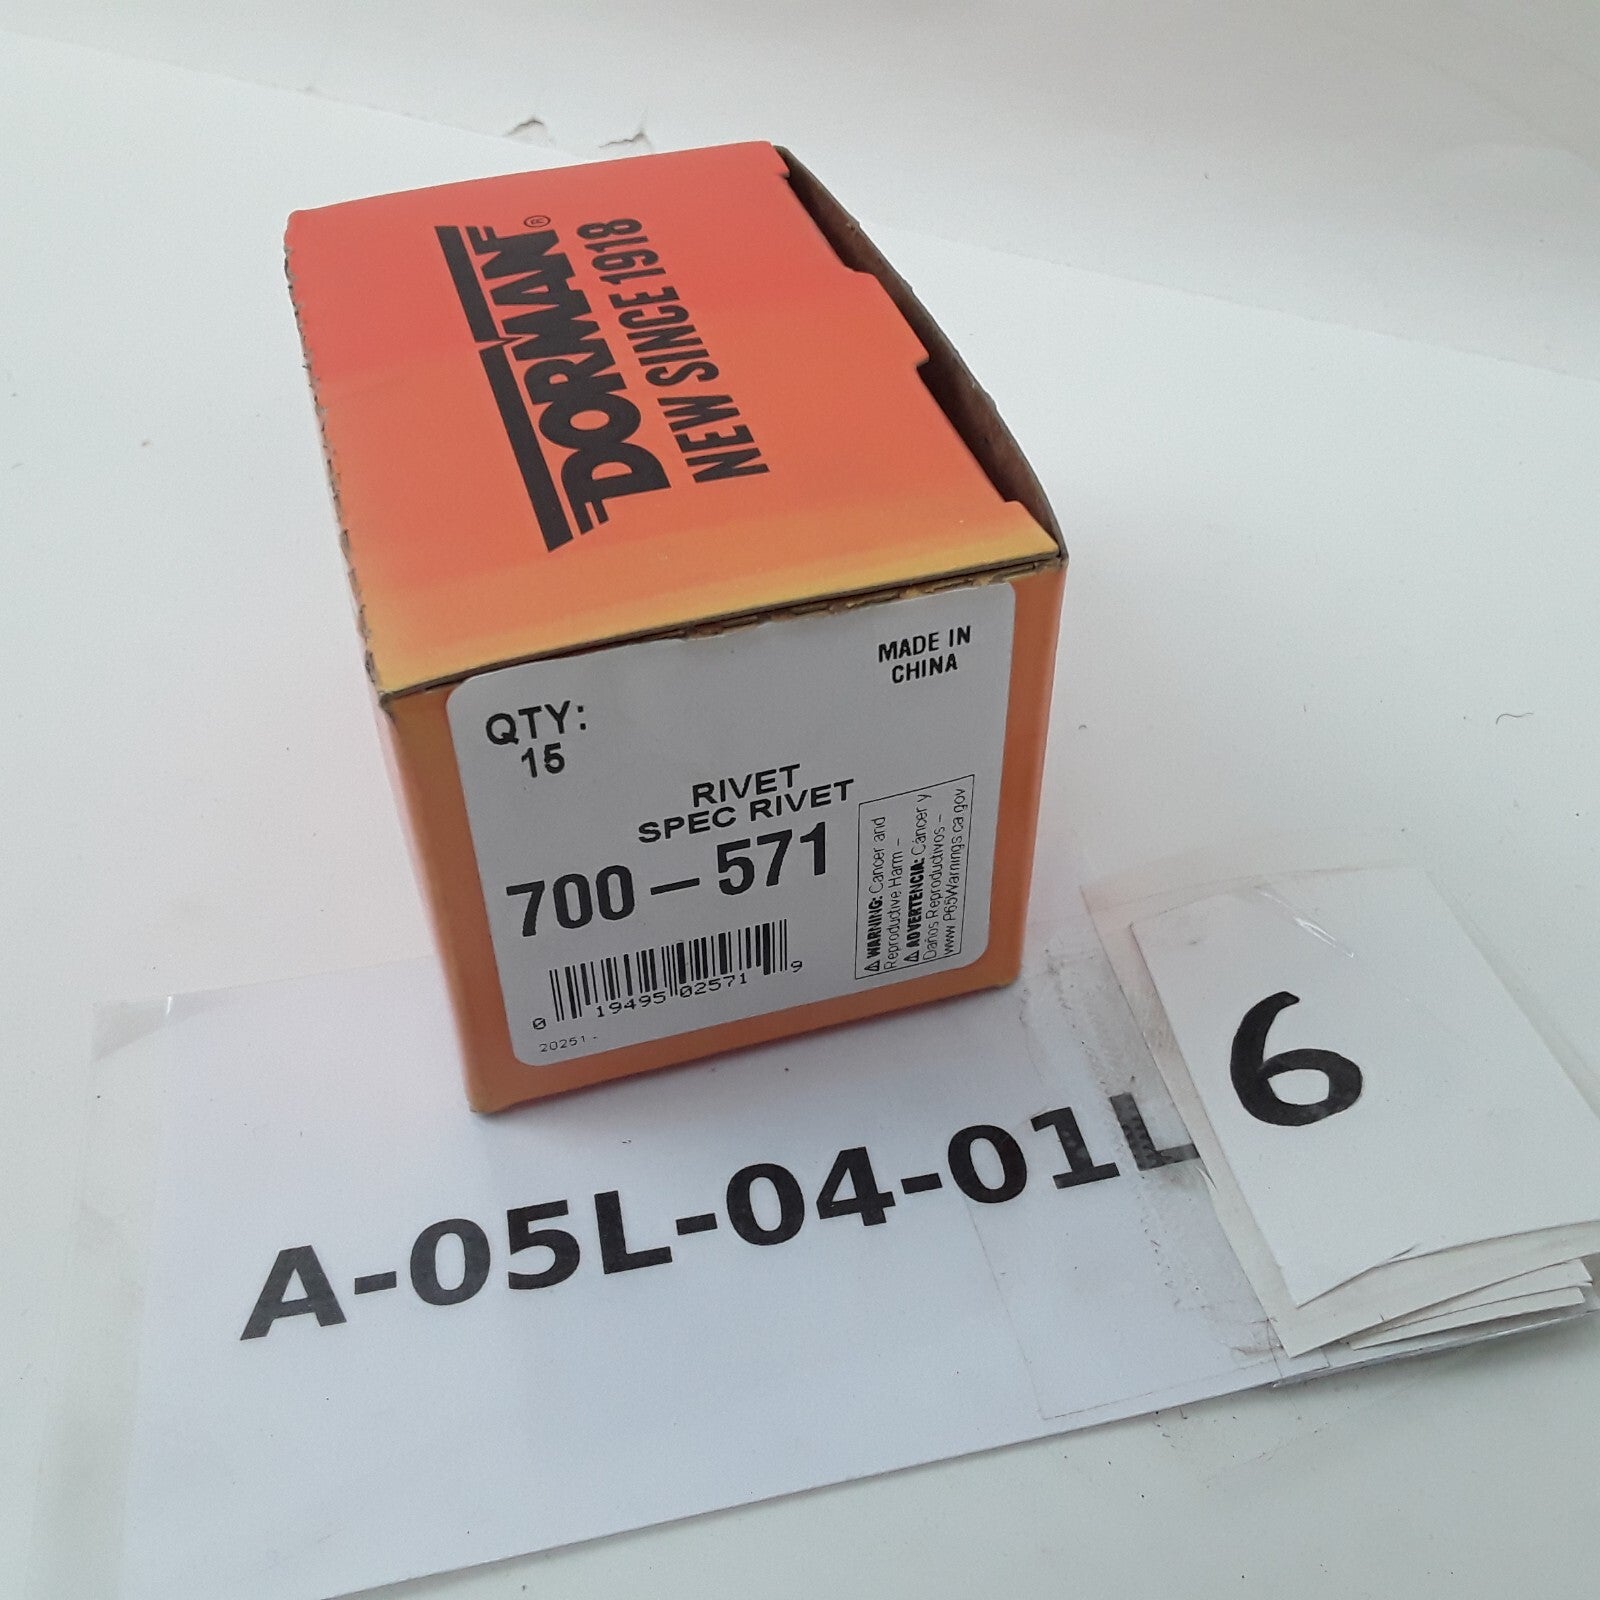 DORMAN®
NEW SINCE 1918
MADE IN
CHINA
QTY:
15
RIVET
SPEC RIVET
700-571
⚠ WARNING: Cancer and
Reproductive Harm –
⚠ ADVERTENCIA: Cáncer y
Daños Reproductivos –
www.P65Warnings.ca.gov
0 19495 02571 9
20251 -
A-05L-04-01L
6